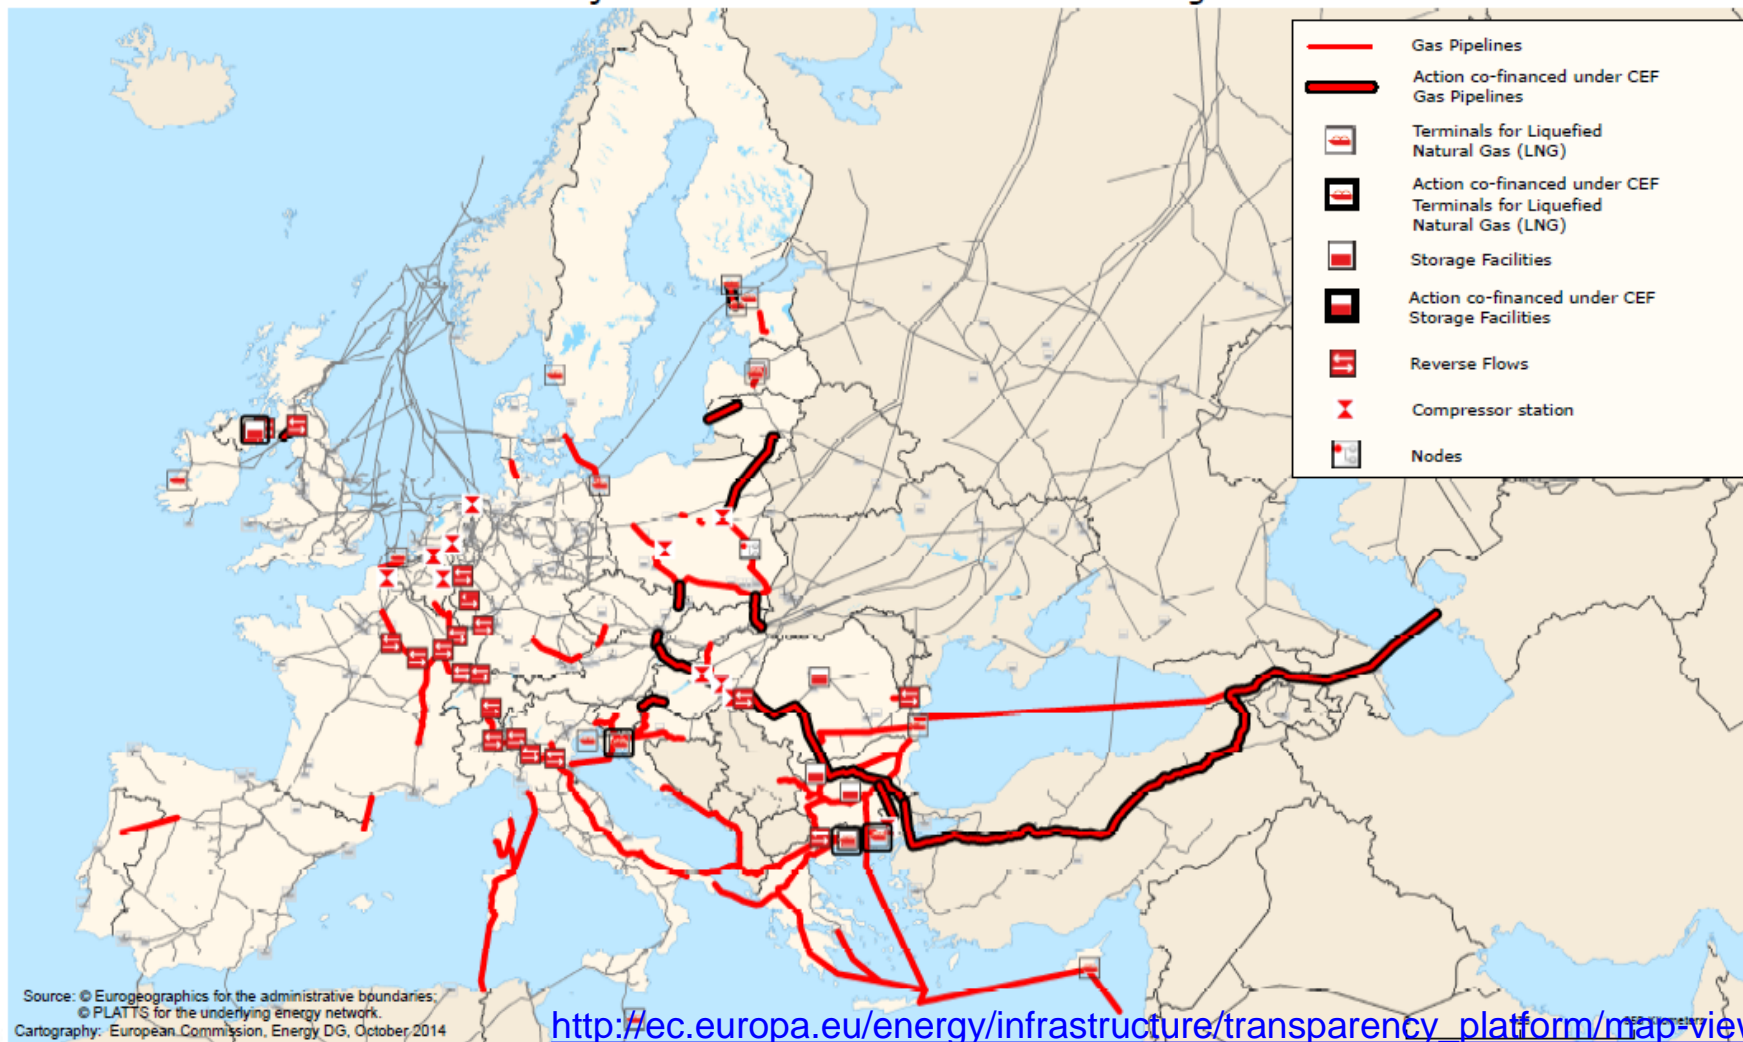 Gas Pipelines
Action co-financed under CEF
Gas Pipelines
Terminals for Liquefied
Natural Gas (LNG)
Action co-financed under CEF
Terminals for Liquefied
Natural Gas (LNG)
Storage Facilities
Action co-financed under CEF
Storage Facilities
Reverse Flows
Compressor station
Nodes
Source: © Eurogeographics for the administrative boundaries;
© PLATTS for the underlying energy network.
Cartography: European Commission, Energy DG, October 2014
http://ec.europa.eu/energy/infrastructure/transparency_platform/map-view